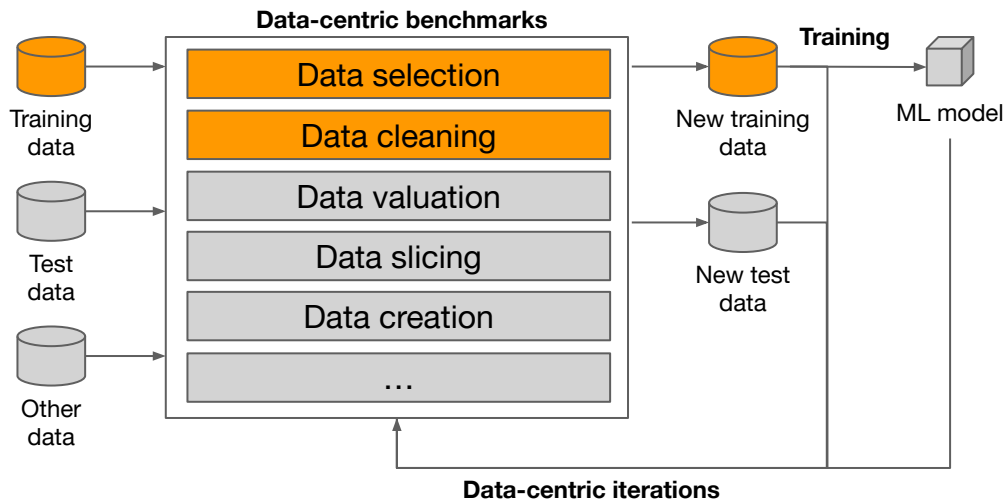 Data-centric benchmarks
Training
data
Test
data
Other
data
Data selection
Data cleaning
Data valuation
Data slicing
Data creation
...
New training
data
New test
data
Training
ML model
Data-centric iterations